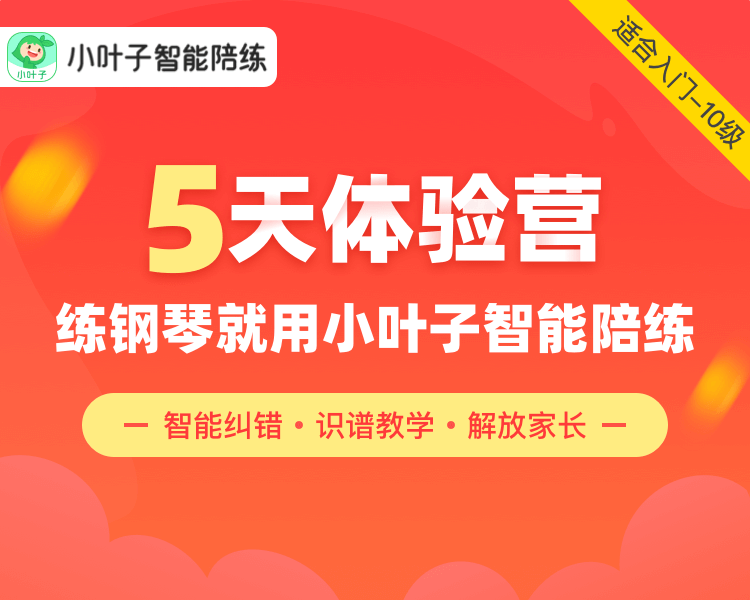 小叶子
小叶子智能陪练
适合入门-10级
5天体验营
练钢琴就用小叶子智能陪练
智能纠错·识谱教学·解放家长